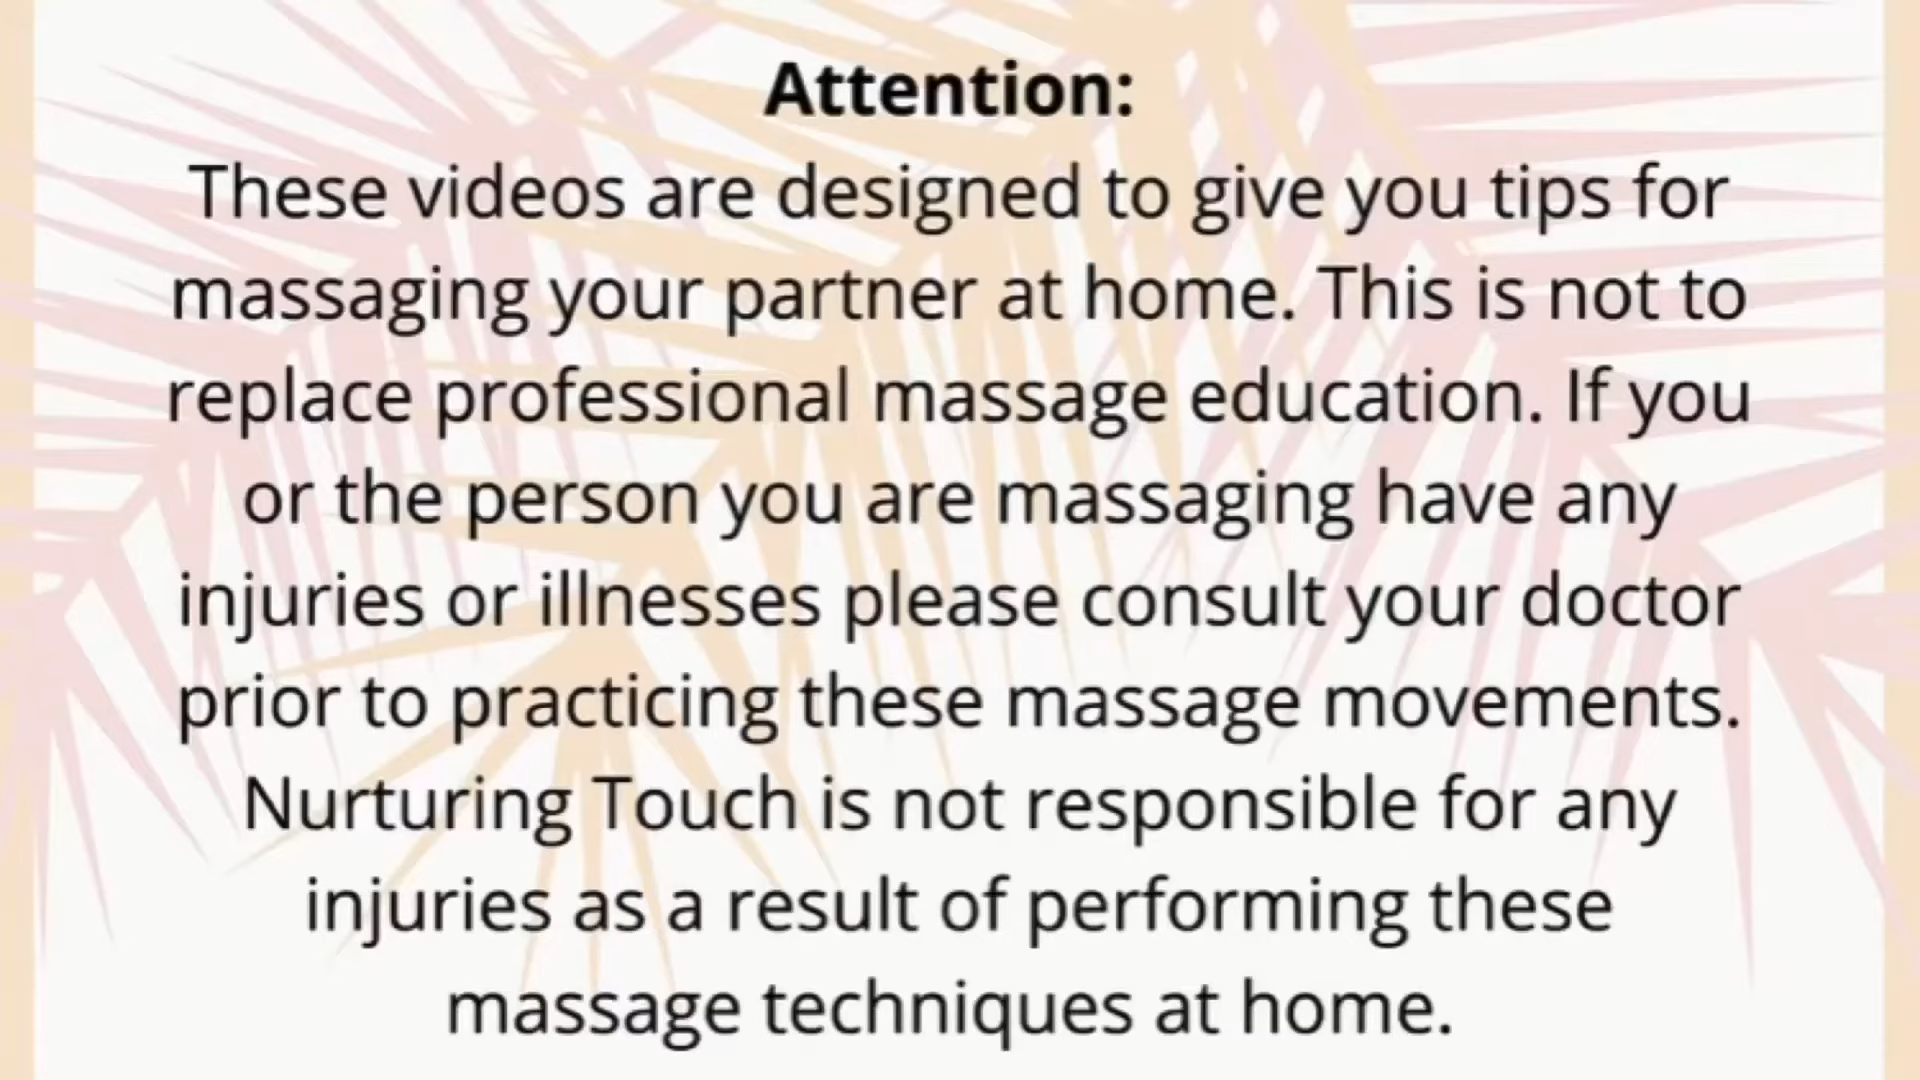 Attention:
These videos are designed to give you tips for
massaging your partner at home. This is not to
replace professional massage education. If you
or the person you are massaging have any
injuries or illnesses please consult your doctor
prior to practicing these massage movements.
Nurturing Touch is not responsible for any
injuries as a result of performing these
massage techniques at home.